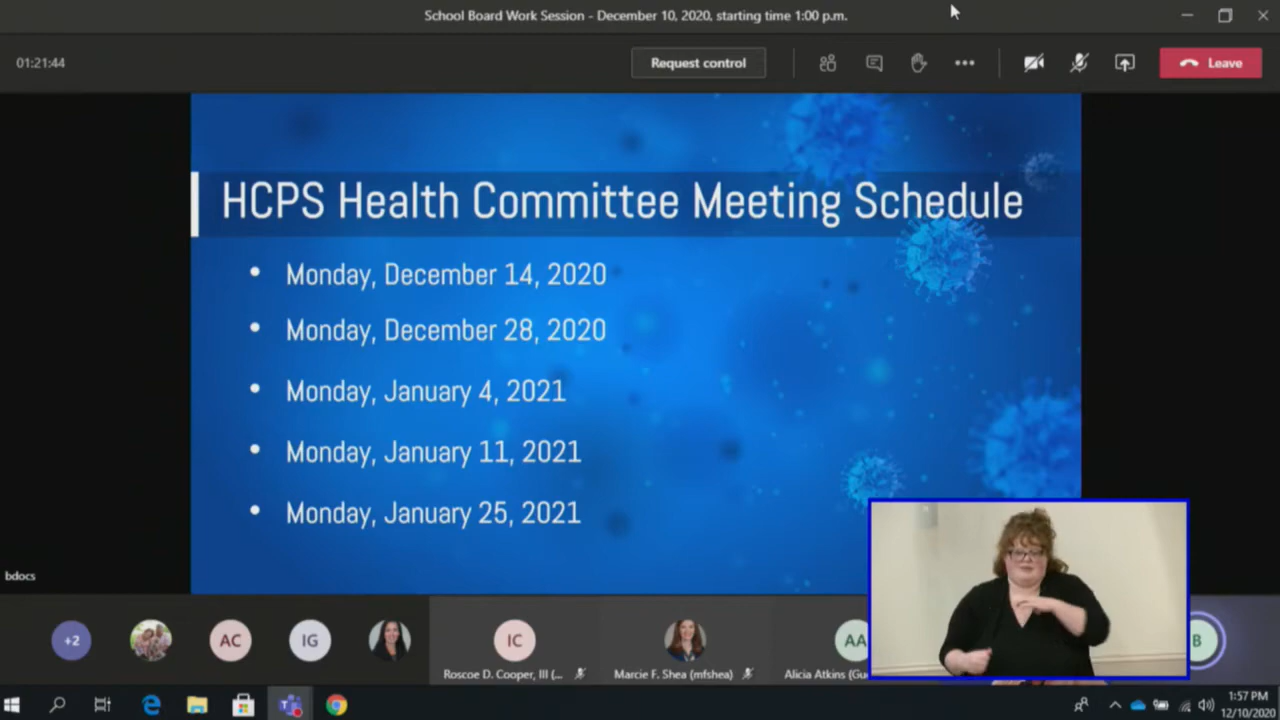 School Board Work Session - December 10, 2020, starting time 1:00 p.m.
01:21:44
Request control
Leave
HCPS Health Committee Meeting Schedule
• Monday, December 14, 2020
• Monday, December 28, 2020
• Monday, January 4, 2021
• Monday, January 11, 2021
• Monday, January 25, 2021
bdocs
+2
AC
IG
IC
AA
B
Roscoe D. Cooper, III (...
Marcie F. Shea (mfshea)
Alicia Atkins (Gu
1:57 PM
12/10/2020